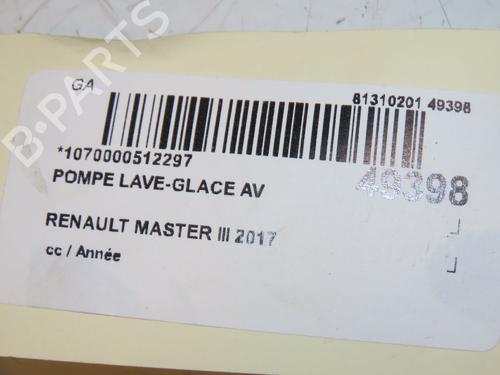 GA
81310201 49398
*1070000512297
POMPE LAVE-GLACE AV
49398
RENAULT MASTER III 2017
cc / Année
B-PARTS